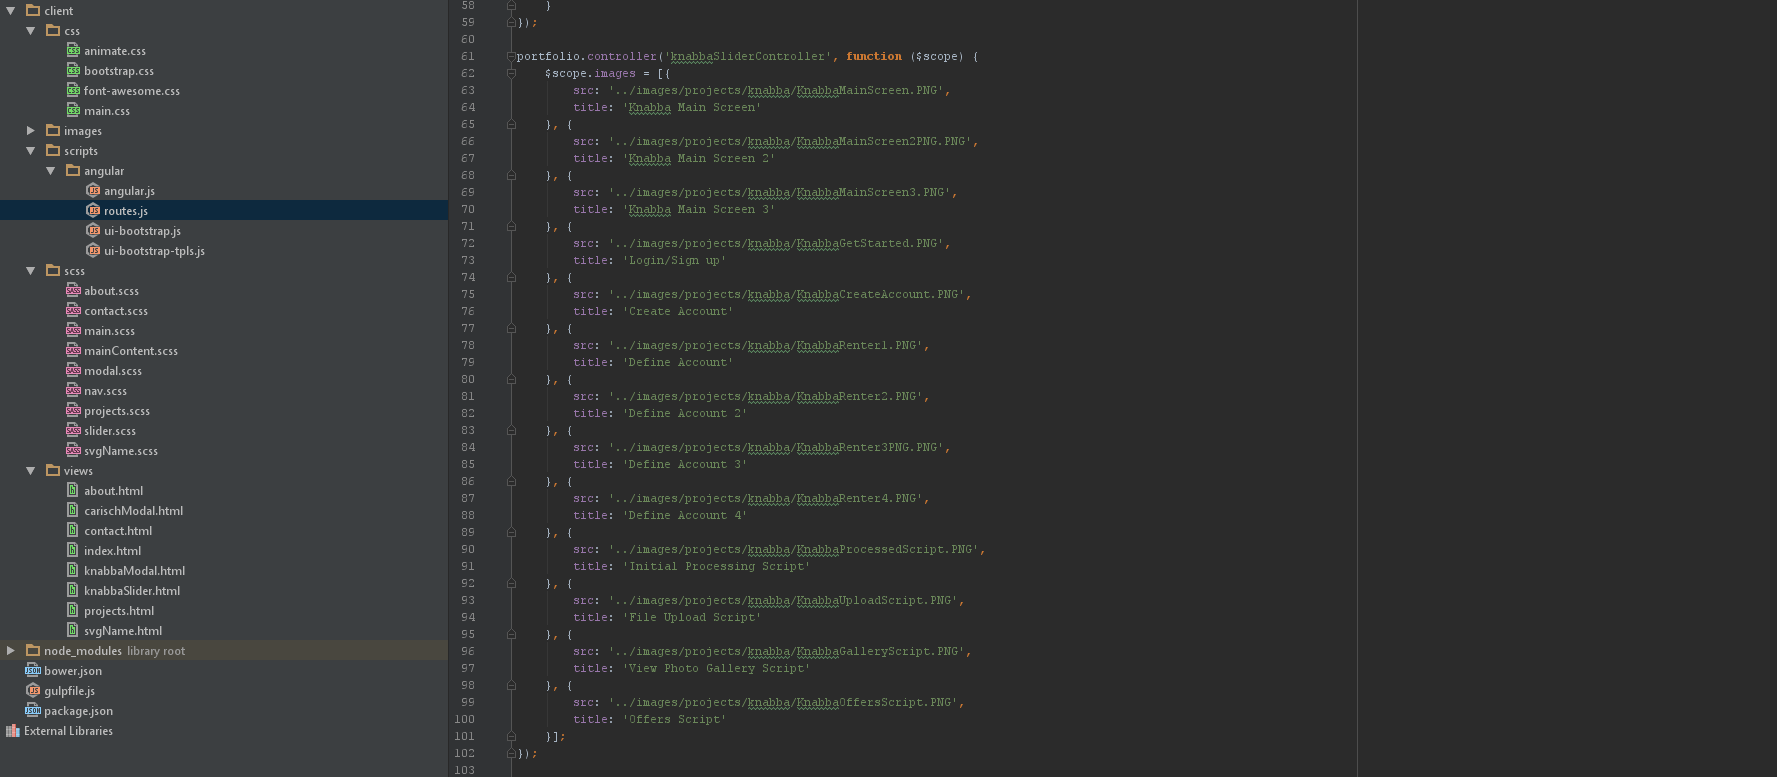 client
css
animate.css
bootstrap.css
font-awesome.css
main.css
images
scripts
angular
angular.js
routes.js
ui-bootstrap.js
ui-bootstrap-tpls.js
scss
about.scss
contact.scss
main.scss
mainContent.scss
modal.scss
nav.scss
projects.scss
slider.scss
svgName.scss
views
about.html
carischModal.html
contact.html
index.html
knabbaModal.html
knabbaSlider.html
projects.html
svgName.html
node_modules library root
bower.json
gulpfile.js
package.json
External Libraries
58 }
59 });
60
61 portfolio.controller('knabbaSliderController', function ($scope) {
62 $scope.images = [{
63 src: '../images/projects/knabba/KnabbaMainScreen.PNG',
64 title: 'Knabba Main Screen'
65 }, {
66 src: '../images/projects/knabba/KnabbaMainScreen2PNG.PNG',
67 title: 'Knabba Main Screen 2'
68 }, {
69 src: '../images/projects/knabba/KnabbaMainScreen3.PNG',
70 title: 'Knabba Main Screen 3'
71 }, {
72 src: '../images/projects/knabba/KnabbaGetStarted.PNG',
73 title: 'Login/Sign up'
74 }, {
75 src: '../images/projects/knabba/KnabbaCreateAccount.PNG',
76 title: 'Create Account'
77 }, {
78 src: '../images/projects/knabba/KnabbaRenter1.PNG',
79 title: 'Define Account'
80 }, {
81 src: '../images/projects/knabba/KnabbaRenter2.PNG',
82 title: 'Define Account 2'
83 }, {
84 src: '../images/projects/knabba/KnabbaRenter3PNG.PNG',
85 title: 'Define Account 3'
86 }, {
87 src: '../images/projects/knabba/KnabbaRenter4.PNG',
88 title: 'Define Account 4'
89 }, {
90 src: '../images/projects/knabba/KnabbaProcessedScript.PNG',
91 title: 'Initial Processing Script'
92 }, {
93 src: '../images/projects/knabba/KnabbaUploadScript.PNG',
94 title: 'File Upload Script'
95 }, {
96 src: '../images/projects/knabba/KnabbaGalleryScript.PNG',
97 title: 'View Photo Gallery Script'
98 }, {
99 src: '../images/projects/knabba/KnabbaOffersScript.PNG',
100 title: 'Offers Script'
101 }];
102 });
103